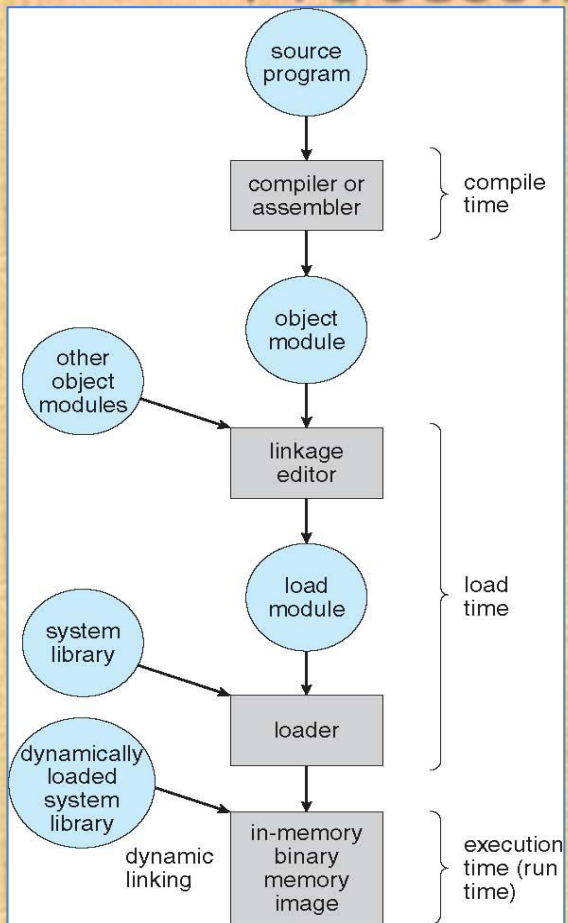 source
program
compiler or
assembler
compile
time
object
module
other
object
modules
linkage
editor
load
module
load
time
system
library
loader
dynamically
loaded
system
library
dynamic
linking
in-memory
binary
memory
image
execution
time (run
time)